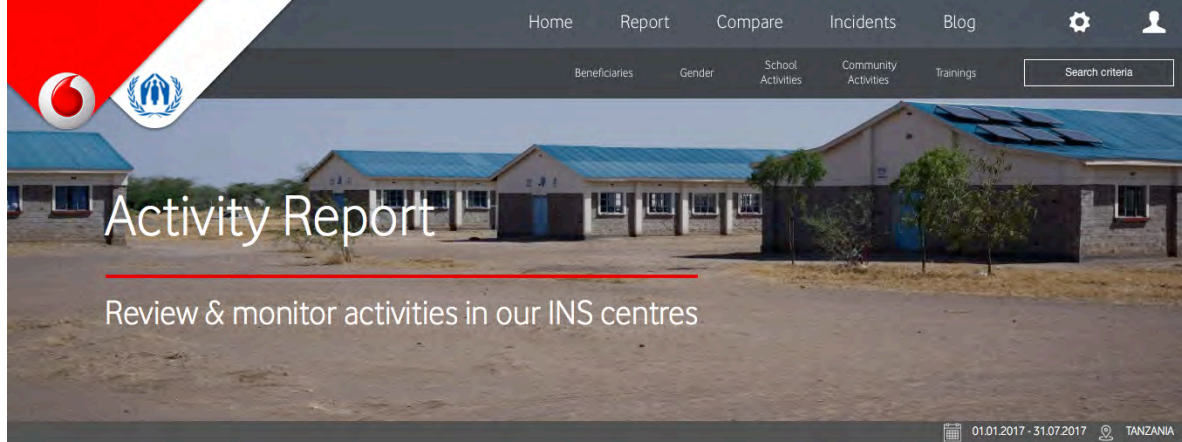 Home Report Compare Incidents Blog
Beneficiaries Gender School Activities Community Activities Trainings Search criteria
Activity Report
Review & monitor activities in our INS centres
01.01.2017 - 31.07.2017 TANZANIA